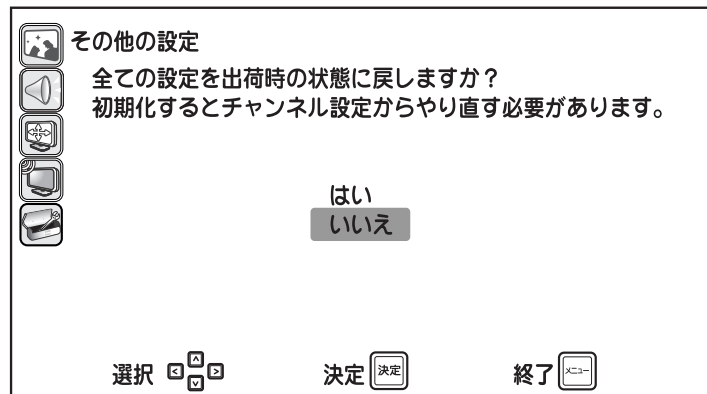 その他の設定
全ての設定を出荷時の状態に戻しますか？
初期化するとチャンネル設定からやり直す必要があります。
はい
いいえ
選択 決定 決定 終了 メニュー